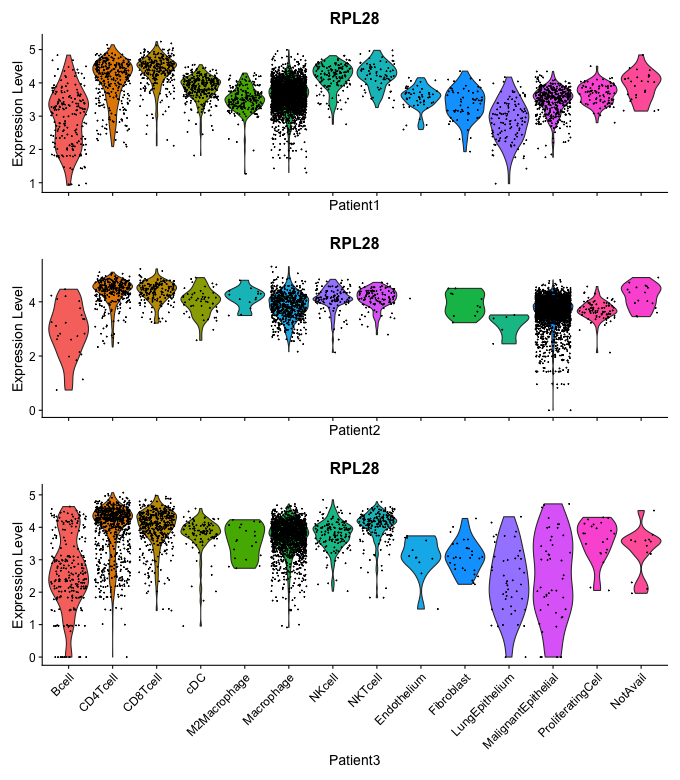 RPL28
Expression Level
5
4
3
2
1
Patient1
RPL28
Expression Level
4
2
0
Patient2
RPL28
Expression Level
5
4
3
2
1
0
Bcell
CD4Tcell
CD8Tcell
cDC
M2Macrophage
Macrophage
NKcell
NKTcell
Endothelium
Fibroblast
LungEpithelium
MalignantEpithelial
ProliferatingCell
NotAvail
Patient3